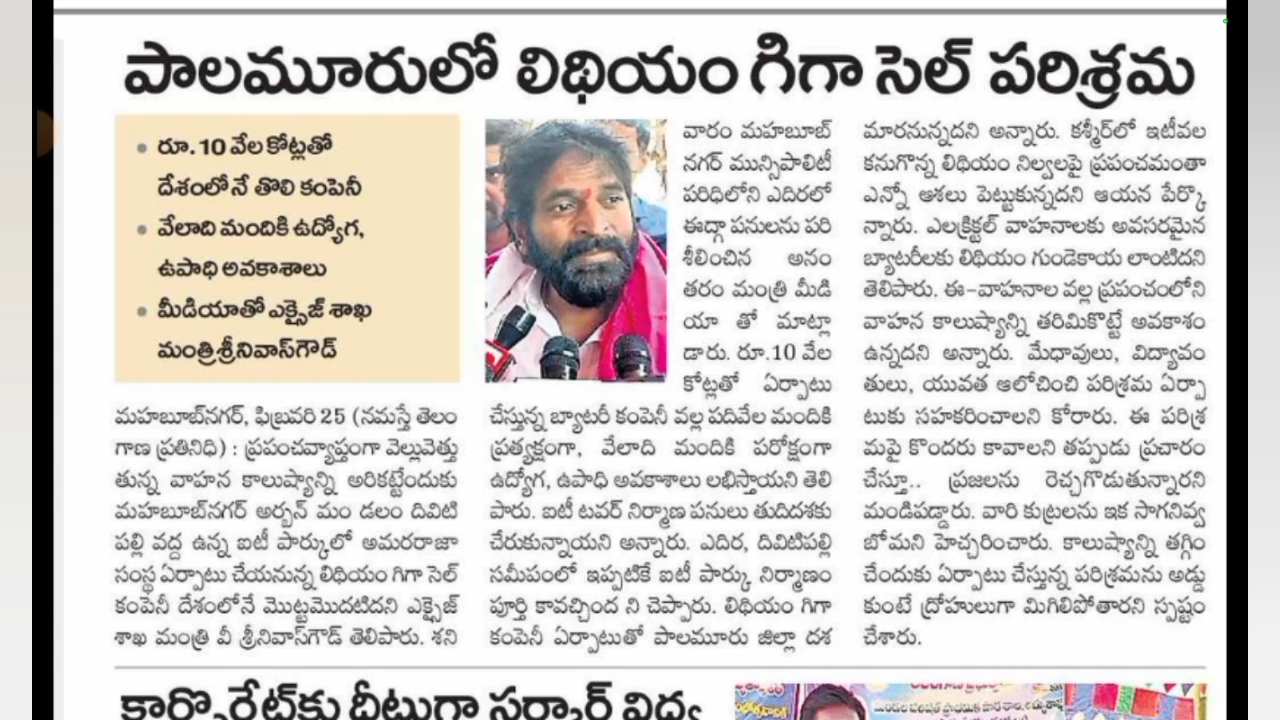 పాలమూరులో లిథియం గిగా సెల్ పరిశ్రమ
• రూ. 10 వేల కోట్లతో
దేశంలోనే తొలి కంపెనీ
• వేలాది మందికి ఉద్యోగ,
ఉపాధి అవకాశాలు
• మీడియాతో ఎక్సైజ్ శాఖ
మంత్రి శ్రీనివాస్‌గౌడ్
మహబూబ్‌నగర్, ఫిబ్రవరి 25 (నమస్తే తెలం
గాణ ప్రతినిధి) : ప్రపంచవ్యాప్తంగా వెల్లువెత్తు
తున్న వాహన కాలుష్యాన్ని అరికట్టేందుకు
మహబూబ్‌నగర్ అర్బన్ మం డలం దివిటి
పల్లి వద్ద ఉన్న ఐటీ పార్కులో అమరరాజా
సంస్థ ఏర్పాటు చేయనున్న లిథియం గిగా సెల్
కంపెనీ దేశంలోనే మొట్టమొదటిదని ఎక్సైజ్
శాఖ మంత్రి వీ శ్రీనివాస్‌గౌడ్ తెలిపారు. శని
వారం మహబూబ్
నగర్ మున్సిపాలిటీ
పరిధిలోని ఎదిరలో
ఈద్గా పనులను పరి
శీలించిన అనం
తరం మంత్రి మీడి
యా తో మాట్లా
డారు. రూ.10 వేల
కోట్లతో ఏర్పాటు
చేస్తున్న బ్యాటరీ కంపెనీ వల్ల పదివేల మందికి
ప్రత్యక్షంగా, వేలాది మందికి పరోక్షంగా
ఉద్యోగ, ఉపాధి అవకాశాలు లభిస్తాయని తెలి
పారు. ఐటీ టవర్ నిర్మాణ పనులు తుదిదశకు
చేరుకున్నాయని అన్నారు. ఎదిర, దివిటిపల్లి
సమీపంలో ఇప్పటికే ఐటీ పార్కు నిర్మాణం
పూర్తి కావచ్చింద ని చెప్పారు. లిథియం గిగా
కంపెనీ ఏర్పాటుతో పాలమూరు జిల్లా దశ
మారనున్నదని అన్నారు. కశ్మీర్‌లో ఇటీవల
కనుగొన్న లిథియం నిల్వలపై ప్రపంచమంతా
ఎన్నో ఆశలు పెట్టుకున్నదని ఆయన పేర్కొ
న్నారు. ఎలక్రిక్టల్ వాహనాలకు అవసరమైన
బ్యాటరీలకు లిథియం గుండెకాయ లాంటిదని
తెలిపారు. ఈ-వాహనాల వల్ల ప్రపంచంలోని
వాహన కాలుష్యాన్ని తరిమికొట్టే అవకాశం
ఉన్నదని అన్నారు. మేధావులు, విద్యావం
తులు, యువత ఆలోచించి పరిశ్రమ ఏర్పా
టుకు సహకరించాలని కోరారు. ఈ పరిశ్ర
మపై కొందరు కావాలని తప్పుడు ప్రచారం
చేస్తూ.. ప్రజలను రెచ్చగొడుతున్నారని
మండిపడ్డారు. వారి కుట్రలను ఇక సాగనివ్వ
బోమని హెచ్చరించారు. కాలుష్యాన్ని తగ్గిం
చేందుకు ఏర్పాటు చేస్తున్న పరిశ్రమను అడ్డు
కుంటే ద్రోహులుగా మిగిలిపోతారని స్పష్టం
చేశారు.
కార్పొరేట్‌కు దీటుగా సర్కార్ విద్య